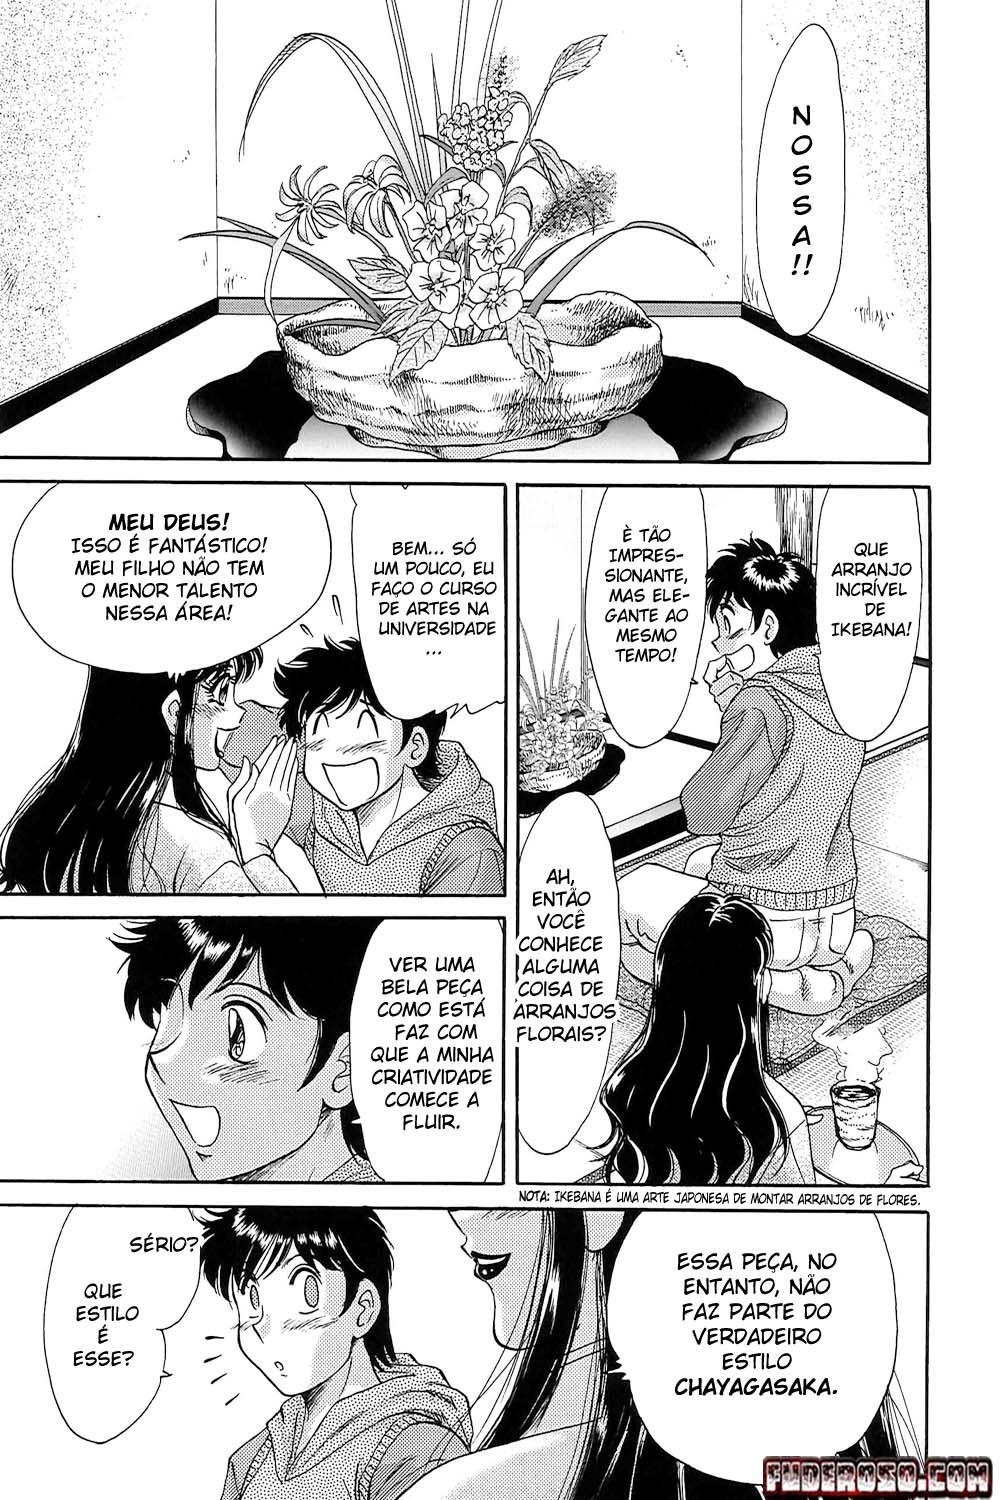 NOSSA!!
QUE
ARRANJO
INCRÍVEL
DE
IKEBANA!
È TÃO
IMPRES-
SIONANTE,
MAS ELE-
GANTE AO
MESMO
TEMPO!
AH,
ENTÃO
VOCÊ
CONHECE
ALGUMA
COISA DE
ARRANJOS
FLORAIS?
NOTA: IKEBANA É UMA ARTE JAPONESA DE MONTAR ARRANJOS DE FLORES.
BEM... SÓ
UM POUCO, EU
FAÇO O CURSO
DE ARTES NA
UNIVERSIDADE
...
MEU DEUS!
ISSO É FANTÁSTICO!
MEU FILHO NÃO TEM
O MENOR TALENTO
NESSA ÁREA!
VER UMA
BELA PEÇA
COMO ESTÁ
FAZ COM
QUE A MINHA
CRIATIVIDADE
COMECE A
FLUIR.
ESSA PEÇA, NO
ENTANTO, NÃO
FAZ PARTE DO
VERDADEIRO
ESTILO
CHAYAGASAKA.
SÉRIO?
QUE
ESTILO
É
ESSE?
FUDEROSO.COM